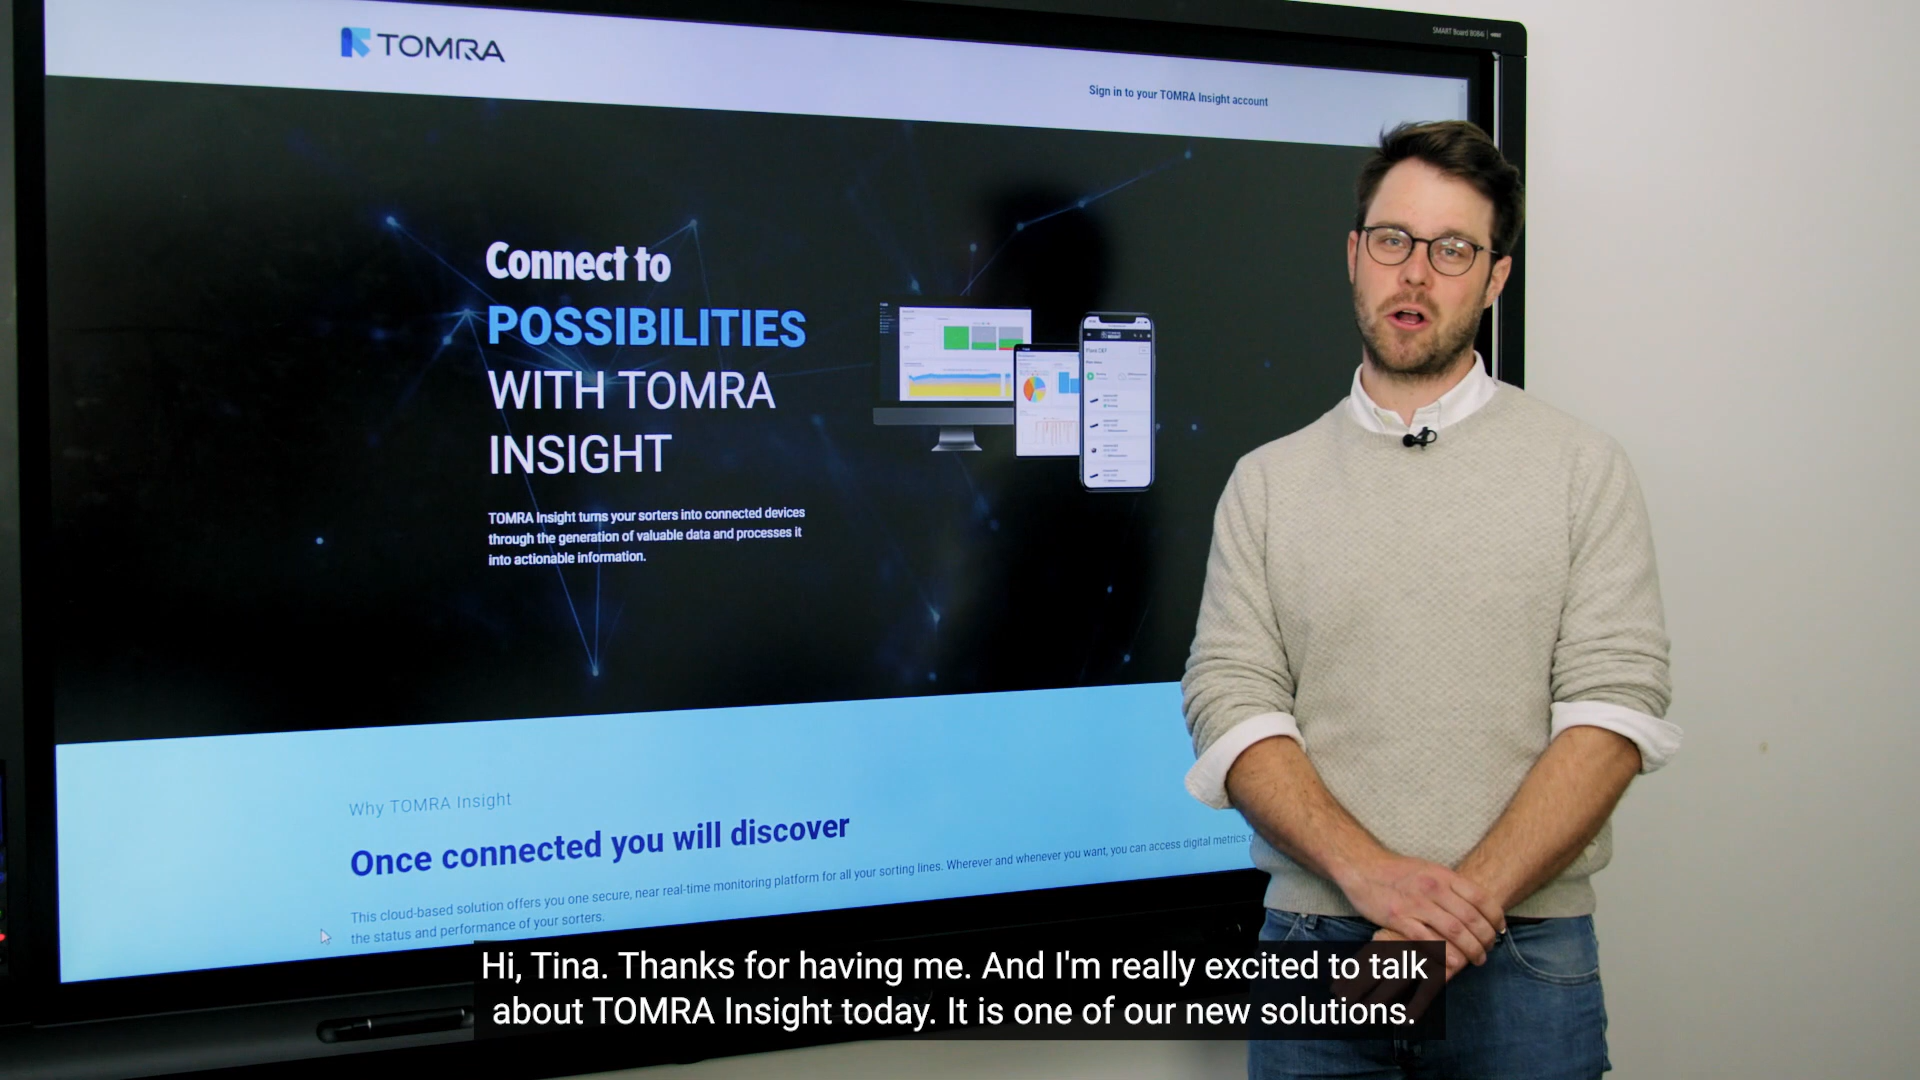 SMART Board 8084i
TOMRA
Sign in to your TOMRA Insight account
Connect to
POSSIBILITIES
WITH TOMRA
INSIGHT
TOMRA Insight turns your sorters into connected devices
through the generation of valuable data and processes it
into actionable information.
Why TOMRA Insight
Once connected you will discover
This cloud-based solution offers you one secure, near real-time monitoring platform for all your sorting lines. Wherever and whenever you want, you can access digital metrics
the status and performance of your sorters.
Hi, Tina. Thanks for having me. And I'm really excited to talk
about TOMRA Insight today. It is one of our new solutions.